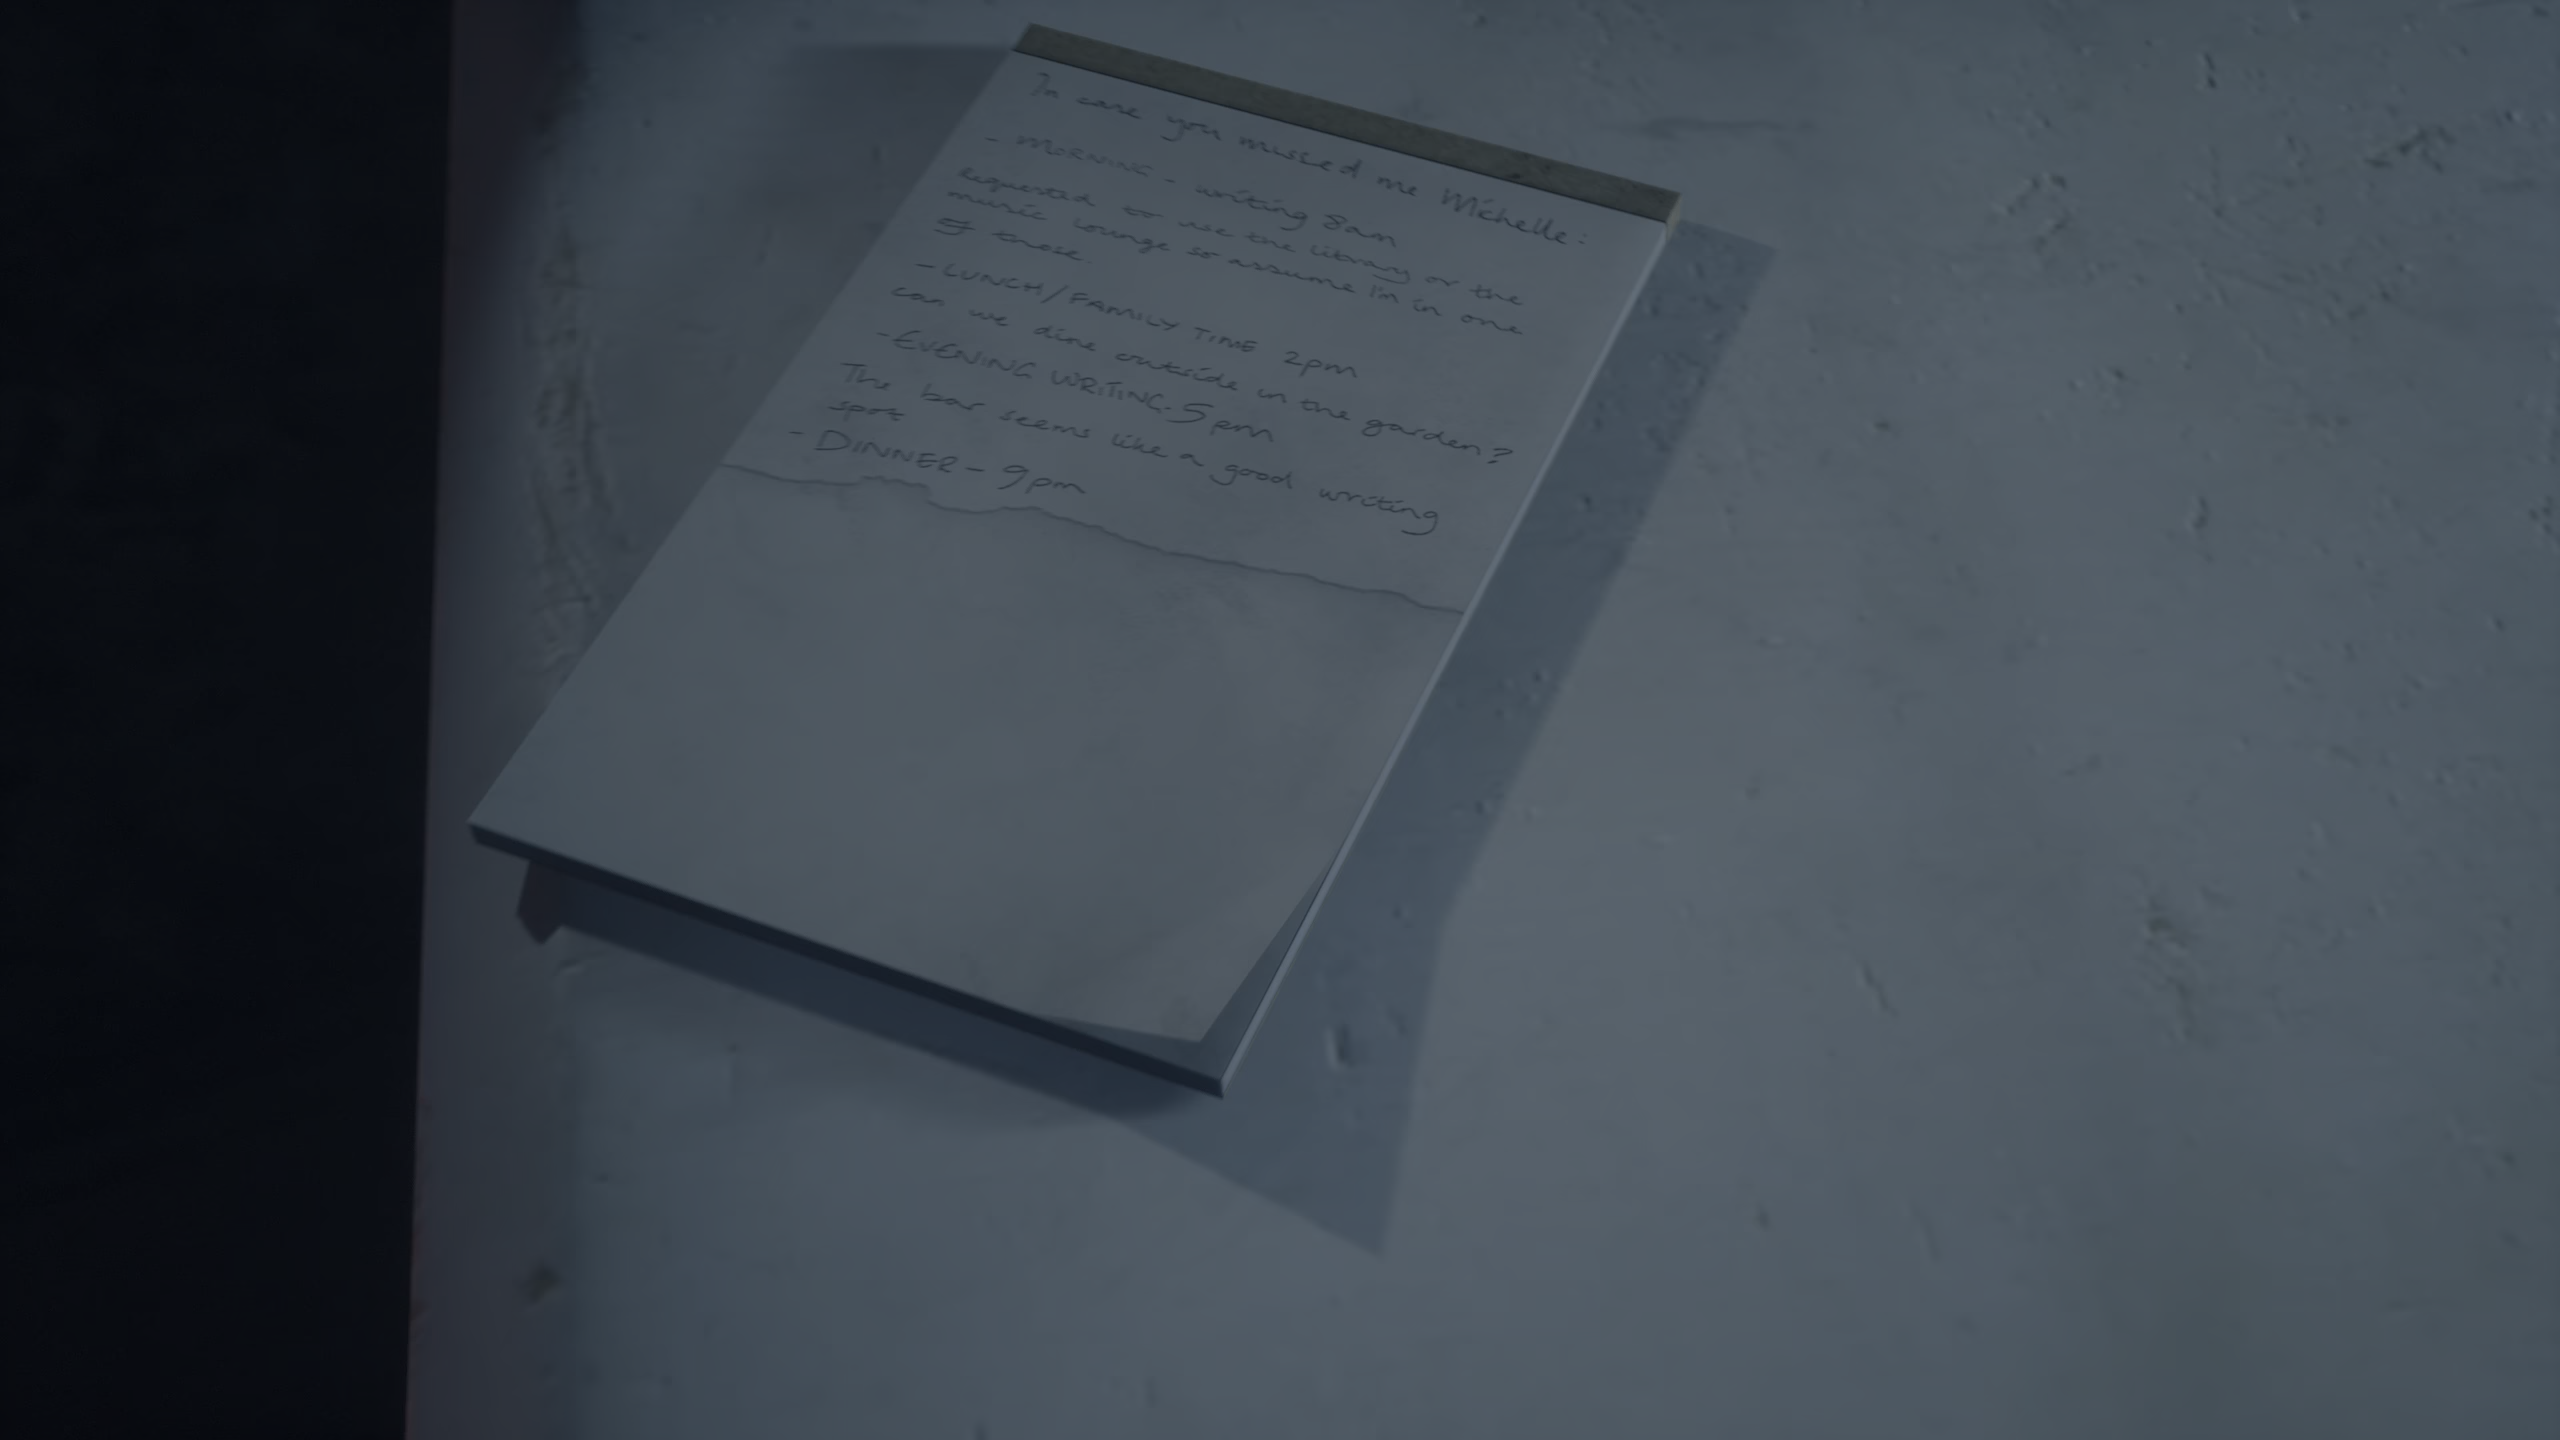 In case you missed me Michelle:
- MORNING - writing 8am
Requested to use the library or the
music lounge so assume I'm in one
of those.
- LUNCH/FAMILY TIME 2pm
can we dine outside in the garden?
- EVENING WRITING - 5pm
The bar seems like a good writing
spot
- DINNER - 9pm